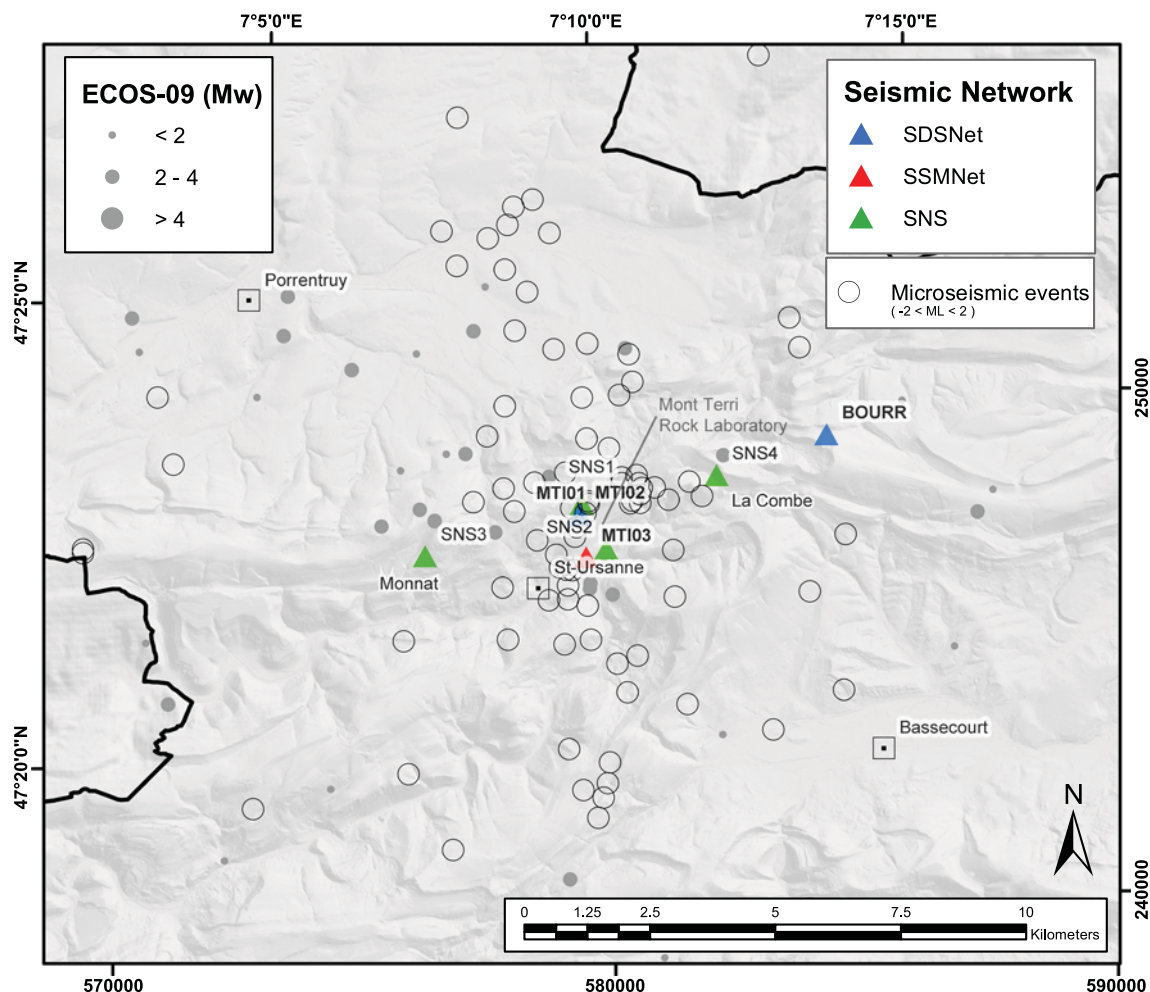 7°5'0"E
7°10'0"E
7°15'0"E
ECOS-09 (Mw)
< 2
2 - 4
> 4
Seismic Network
SDSNet
SSMNet
SNS
Microseismic events
( -2 < ML < 2 )
47°25'0"N
Porrentruy
250000
Mont Terri
Rock Laboratory
BOURR
SNS4
SNS1
La Combe
MTI01
MTI02
SNS2
SNS3
MTI03
St-Ursanne
Monnat
Bassecourt
47°20'0"N
N
240000
0
1.25
2.5
5
7.5
10
Kilometers
570000
580000
590000